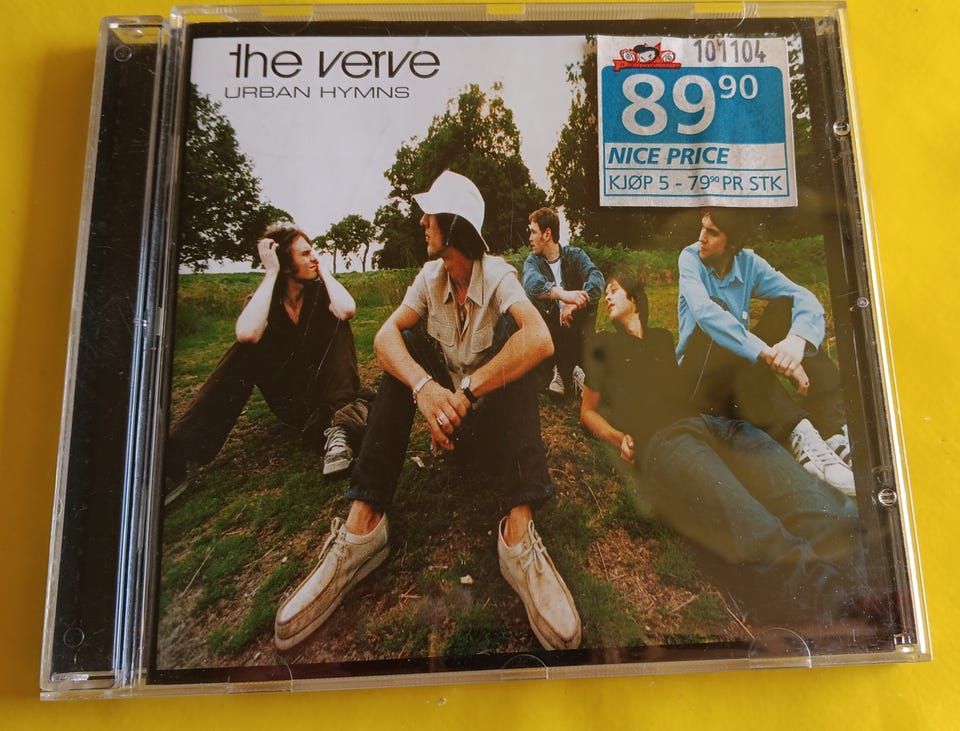 the verve
URBAN HYMNS
101104
89 90
NICE PRICE
KJØP 5 - 79 90 PR STK